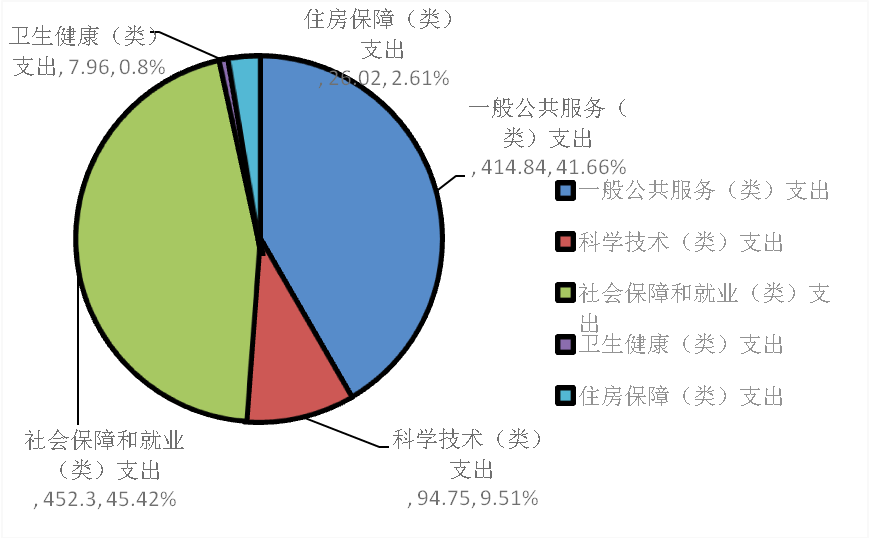 卫生健康（类）
支出, 7.96, 0.8%
住房保障（类）
支出
, 26.02, 2.61%
一般公共服务（
类）支出
, 414.84, 41.66%
一般公共服务（类）支出
科学技术（类）支出
社会保障和就业（类）支
出
卫生健康（类）支出
住房保障（类）支出
社会保障和就业
（类）支出
, 452.3, 45.42%
科学技术（类）
支出
, 94.75, 9.51%